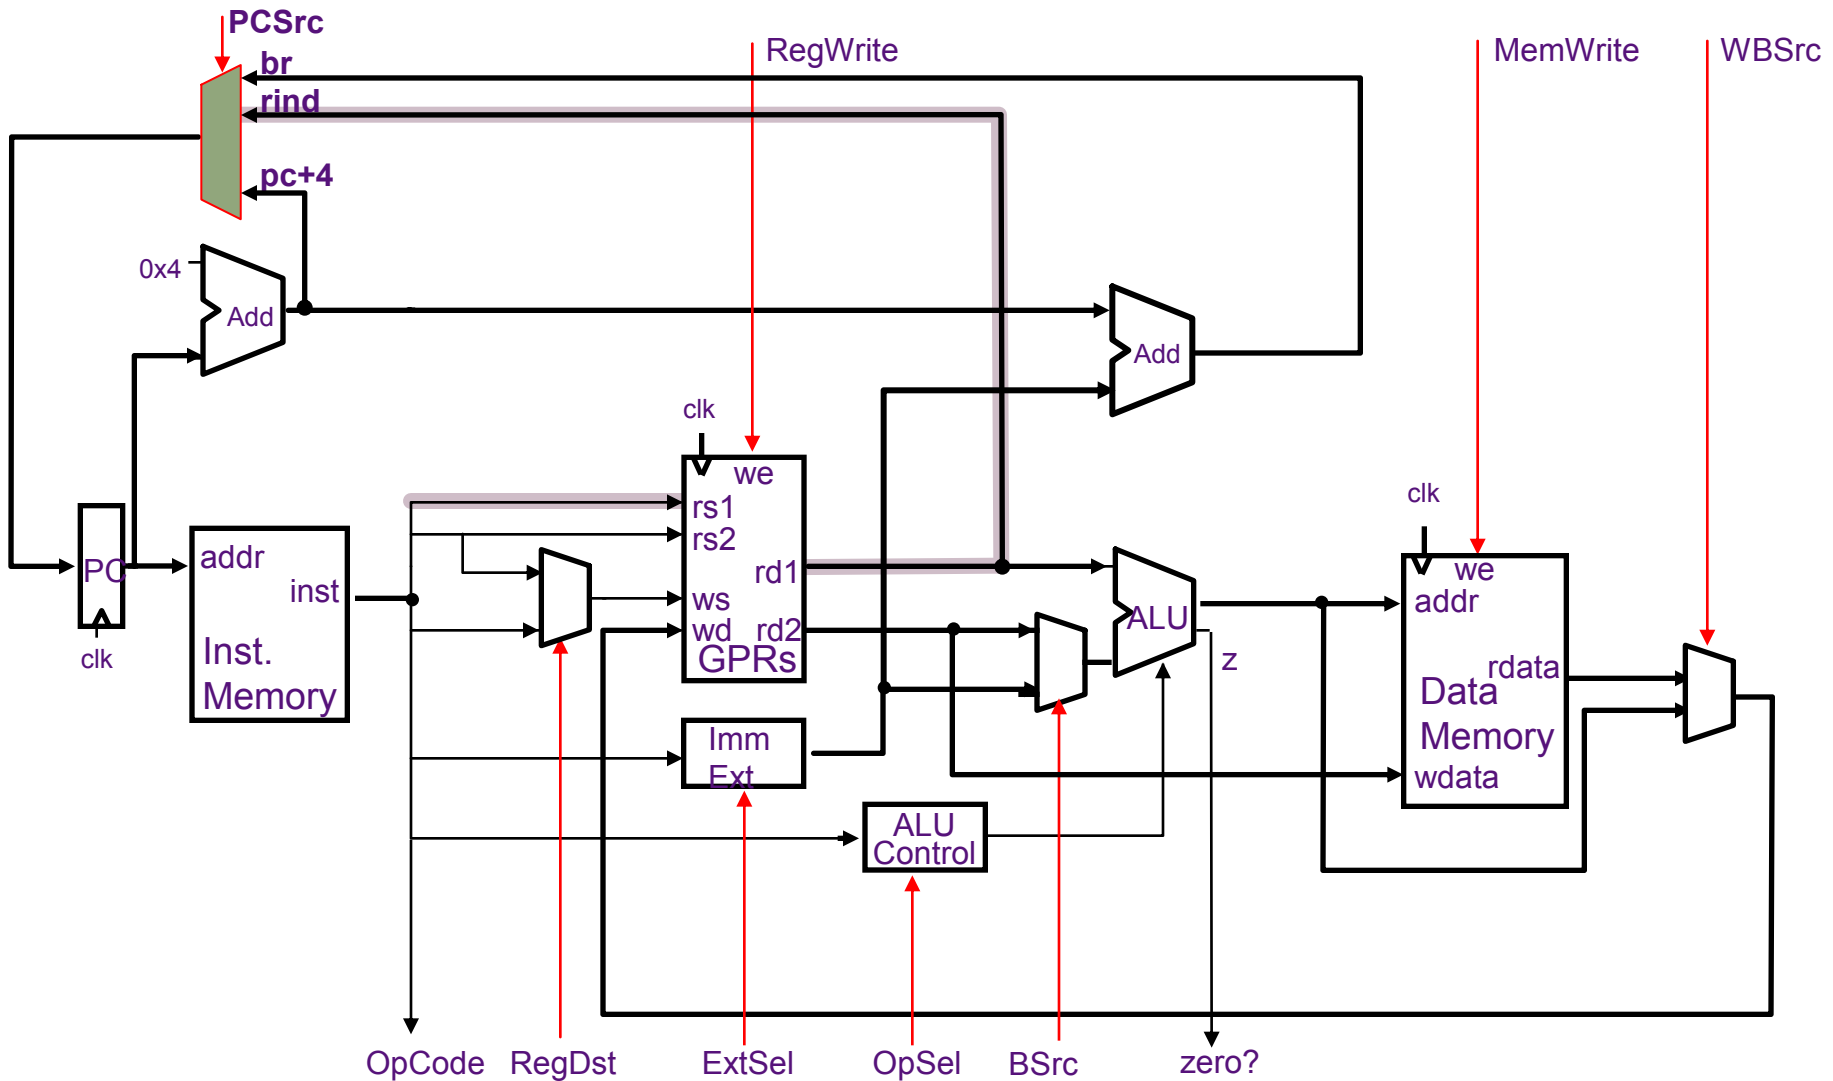 PCSrc
br
RegWrite
MemWrite
WBSrc
rind
pc+4
0x4
Add
Add
clk
we
rs1
rs2
rd1
ws
wd
rd2
GPRs
PC
clk
addr
inst
Inst.
Memory
ALU
z
clk
we
addr
rdata
Data
Memory
wdata
Imm
Ext
ALU
Control
OpCode
RegDst
ExtSel
OpSel
BSrc
zero?